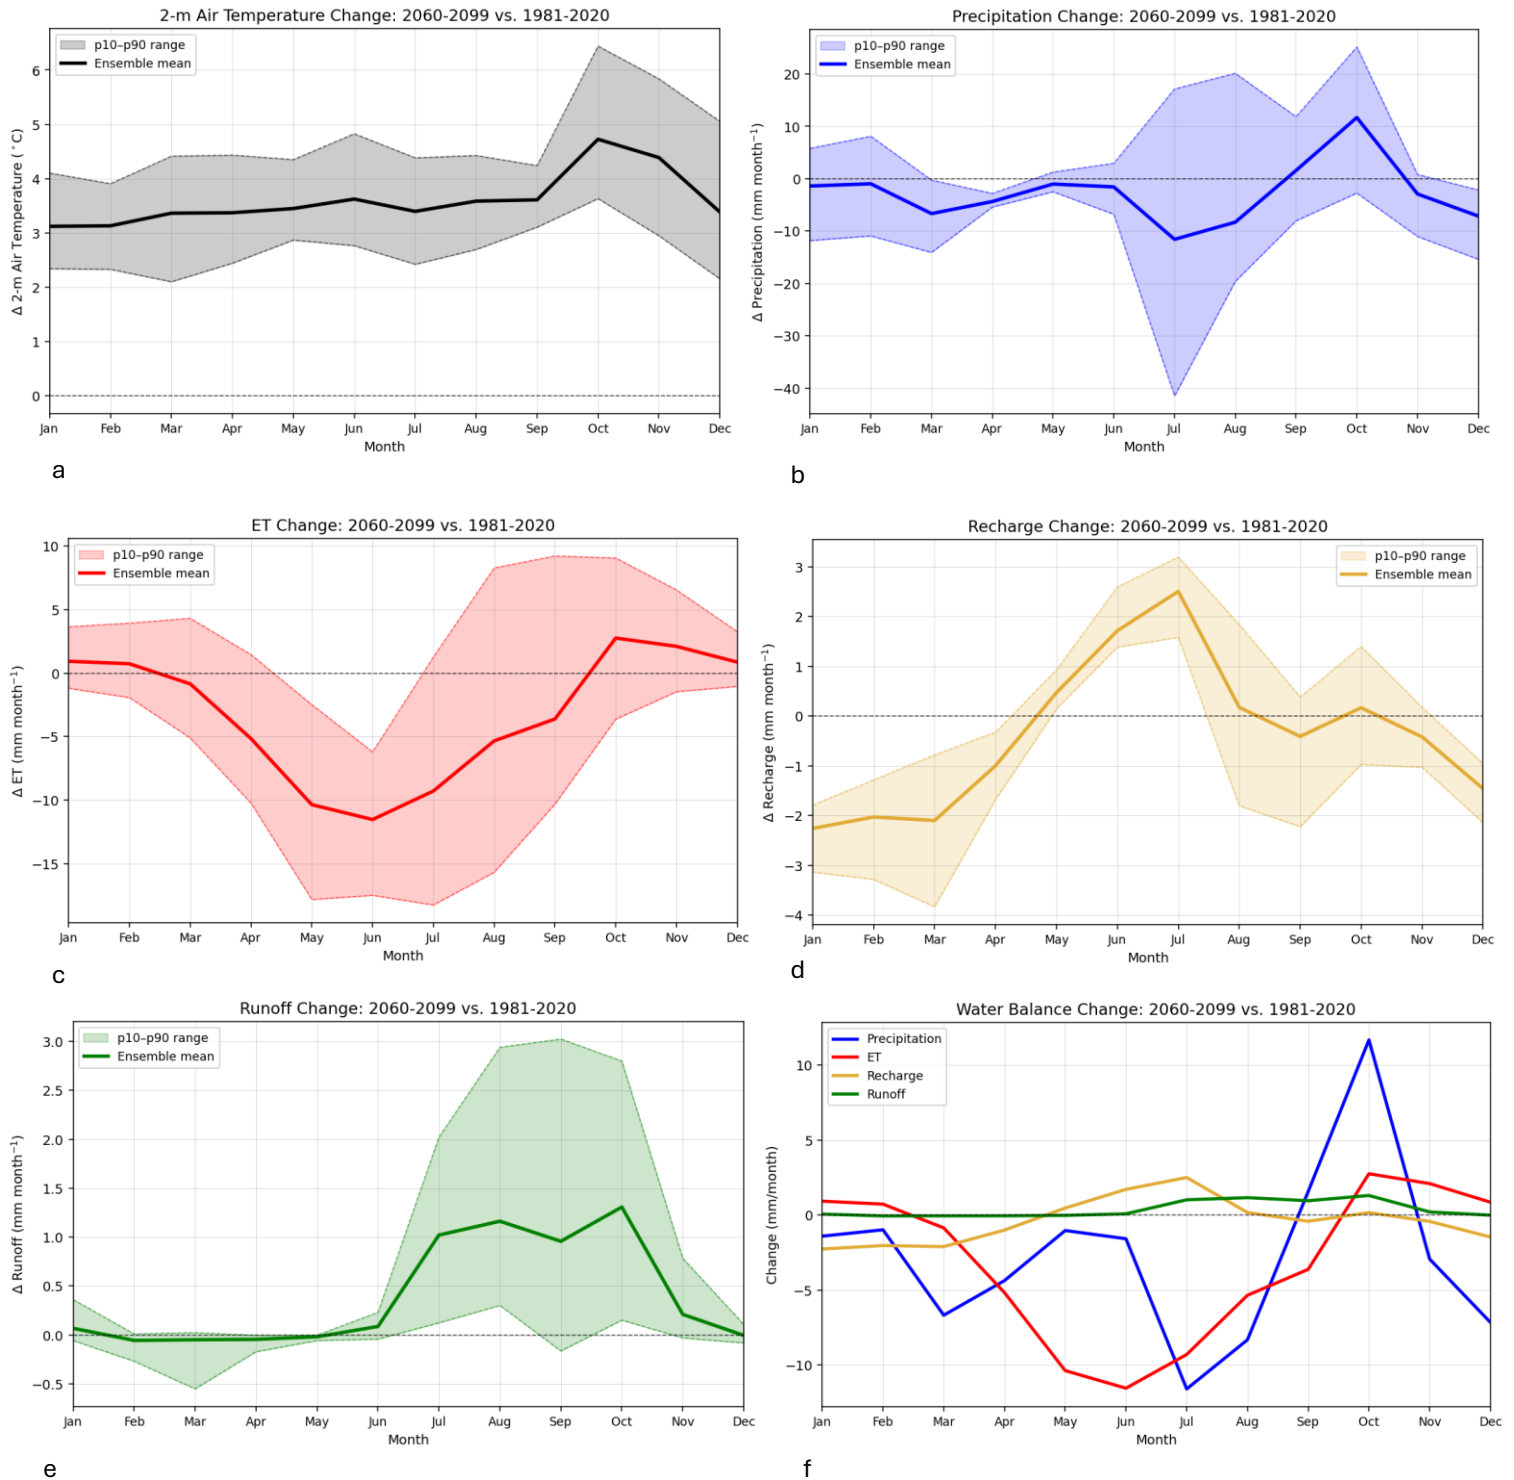 2-m Air Temperature Change: 2060-2099 vs. 1981-2020
p10–p90 range
Ensemble mean
Δ 2-m Air Temperature (°C)
6
5
4
3
2
1
0
Jan Feb Mar Apr May Jun Jul Aug Sep Oct Nov Dec
Month
a
Precipitation Change: 2060-2099 vs. 1981-2020
p10–p90 range
Ensemble mean
Δ Precipitation (mm month⁻¹)
20
10
0
−10
−20
−30
−40
Jan Feb Mar Apr May Jun Jul Aug Sep Oct Nov Dec
Month
b
ET Change: 2060-2099 vs. 1981-2020
p10–p90 range
Ensemble mean
Δ ET (mm month⁻¹)
10
5
0
−5
−10
−15
Jan Feb Mar Apr May Jun Jul Aug Sep Oct Nov Dec
Month
c
Recharge Change: 2060-2099 vs. 1981-2020
p10–p90 range
Ensemble mean
Δ Recharge (mm month⁻¹)
3
2
1
0
−1
−2
−3
−4
Jan Feb Mar Apr May Jun Jul Aug Sep Oct Nov Dec
Month
d
Runoff Change: 2060-2099 vs. 1981-2020
p10–p90 range
Ensemble mean
Δ Runoff (mm month⁻¹)
3.0
2.5
2.0
1.5
1.0
0.5
0.0
−0.5
Jan Feb Mar Apr May Jun Jul Aug Sep Oct Nov Dec
Month
e
Water Balance Change: 2060-2099 vs. 1981-2020
Precipitation
ET
Recharge
Runoff
Change (mm/month)
10
5
0
−5
−10
Jan Feb Mar Apr May Jun Jul Aug Sep Oct Nov Dec
Month
f